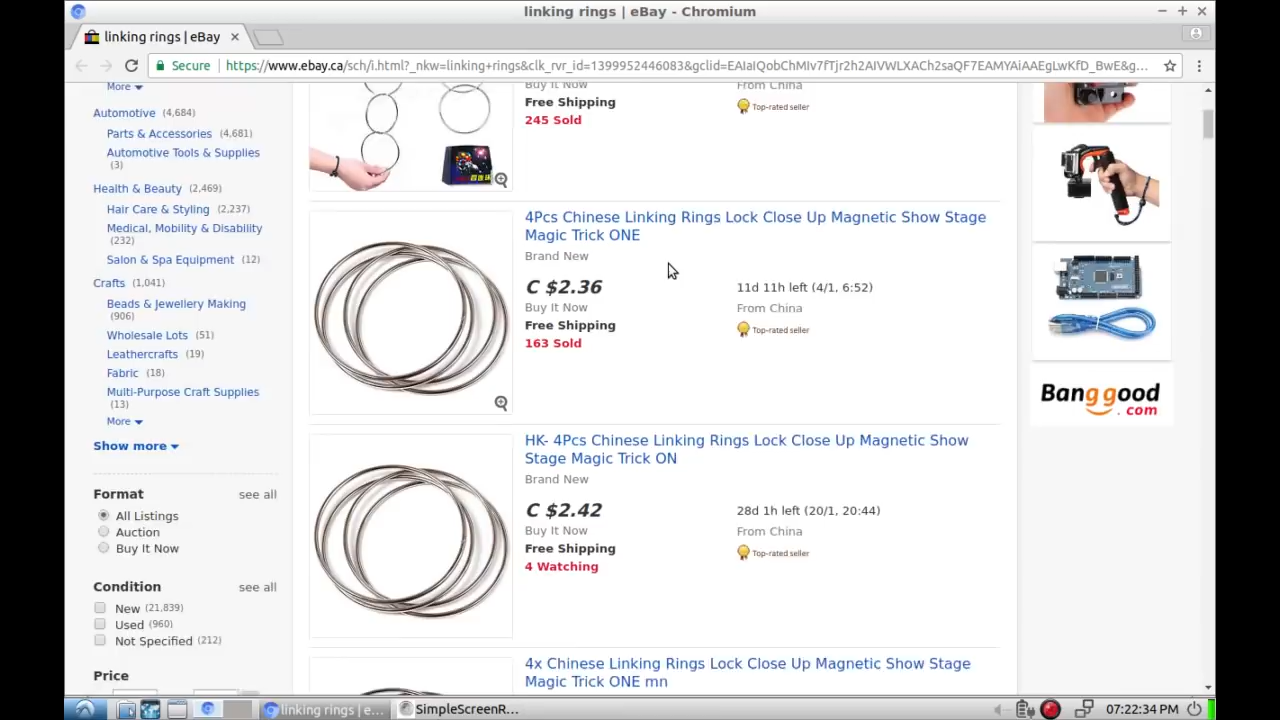 linking rings | eBay - Chromium
linking rings | eBay
Secure
https://www.ebay.ca/sch/i.html?_nkw=linking+rings&clk_rvr_id=1399952446083&gclid=EAIaIQobChMIv7fTjr2h2AIVWLXACh2saQF7EAMYAiAAEgLwKfD_BwE&g...
More
Automotive (4,684)
Parts & Accessories (4,681)
Automotive Tools & Supplies
(3)
Health & Beauty (2,469)
Hair Care & Styling (2,237)
Medical, Mobility & Disability
(232)
Salon & Spa Equipment (12)
Crafts (1,041)
Beads & Jewellery Making
(906)
Wholesale Lots (51)
Leathercrafts (19)
Fabric (18)
Multi-Purpose Craft Supplies
(13)
More
Show more
Format
see all
All Listings
Auction
Buy It Now
Condition
see all
New (21,839)
Used (960)
Not Specified (212)
Price
Buy It Now
From China
Free Shipping
Top-rated seller
245 Sold
4Pcs Chinese Linking Rings Lock Close Up Magnetic Show Stage
Magic Trick ONE
Brand New
C $2.36
11d 11h left (4/1, 6:52)
Buy It Now
From China
Free Shipping
Top-rated seller
163 Sold
HK- 4Pcs Chinese Linking Rings Lock Close Up Magnetic Show
Stage Magic Trick ON
Brand New
C $2.42
28d 1h left (20/1, 20:44)
Buy It Now
From China
Free Shipping
Top-rated seller
4 Watching
4x Chinese Linking Rings Lock Close Up Magnetic Show Stage
Magic Trick ONE mn
Banggood
.com
linking rings | e...
SimpleScreenR...
07:22:34 PM